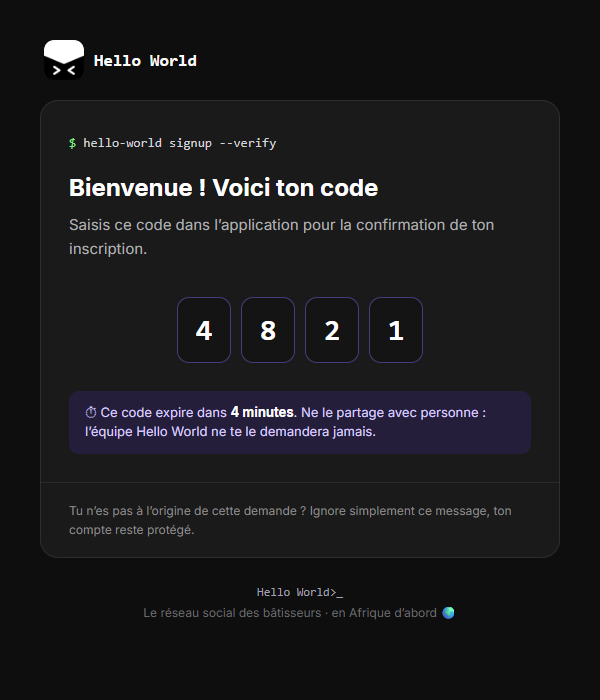 Hello World
$ hello-world signup --verify
Bienvenue ! Voici ton code
Saisis ce code dans l’application pour la confirmation de ton
inscription.
4 8 2 1
⏱ Ce code expire dans 4 minutes. Ne le partage avec personne :
l’équipe Hello World ne te le demandera jamais.
Tu n’es pas à l’origine de cette demande ? Ignore simplement ce message, ton
compte reste protégé.
Hello World>_
Le réseau social des bâtisseurs · en Afrique d’abord 🌍